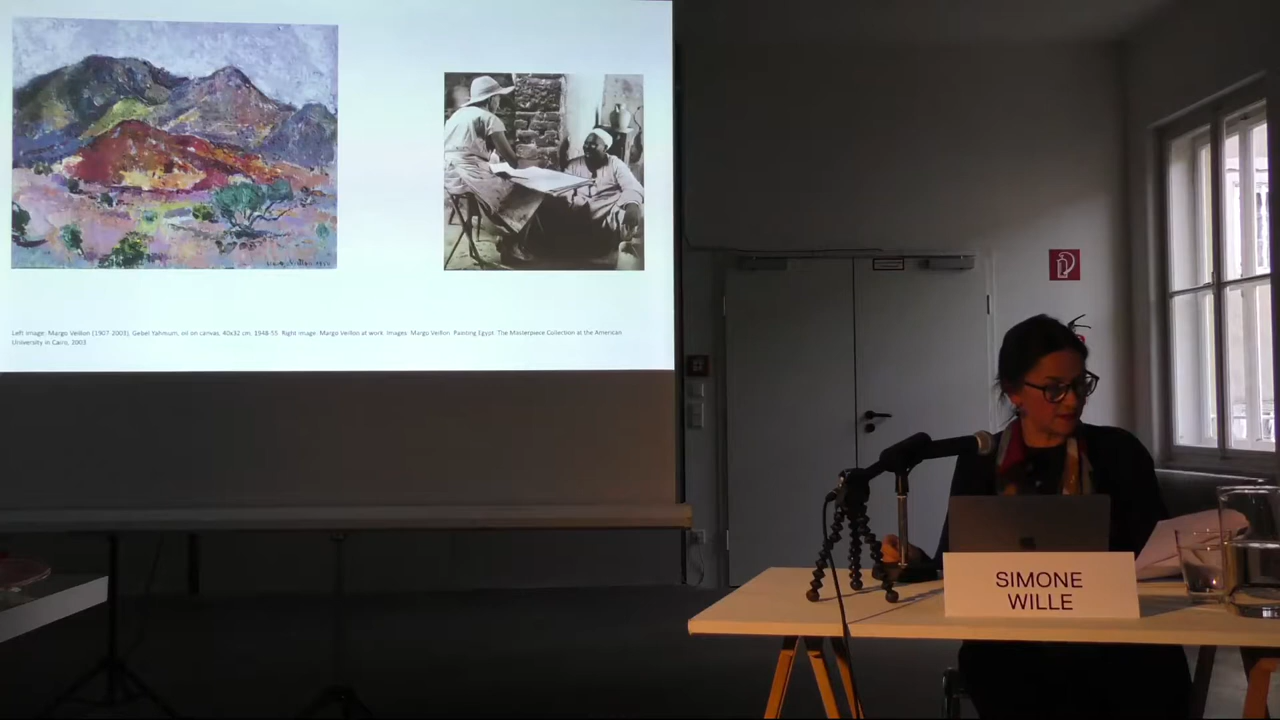 Left image: Margo Veillon (1907-2003), Gebel Yahmum, oil on canvas, 40x32 cm, 1948-55. Right image: Margo Veillon at work. Images: Margo Veillon. Painting Egypt. The Masterpiece Collection at the American
University in Cairo, 2003
SIMONE
WILLE